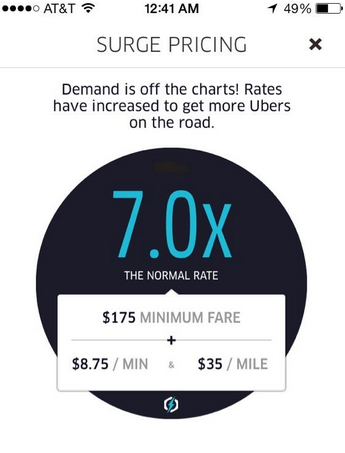 AT&T 12:41 AM 49%
SURGE PRICING ×
Demand is off the charts! Rates
have increased to get more Ubers
on the road.
7.0x
THE NORMAL RATE
$175 MINIMUM FARE
+
$8.75 / MIN & $35 / MILE